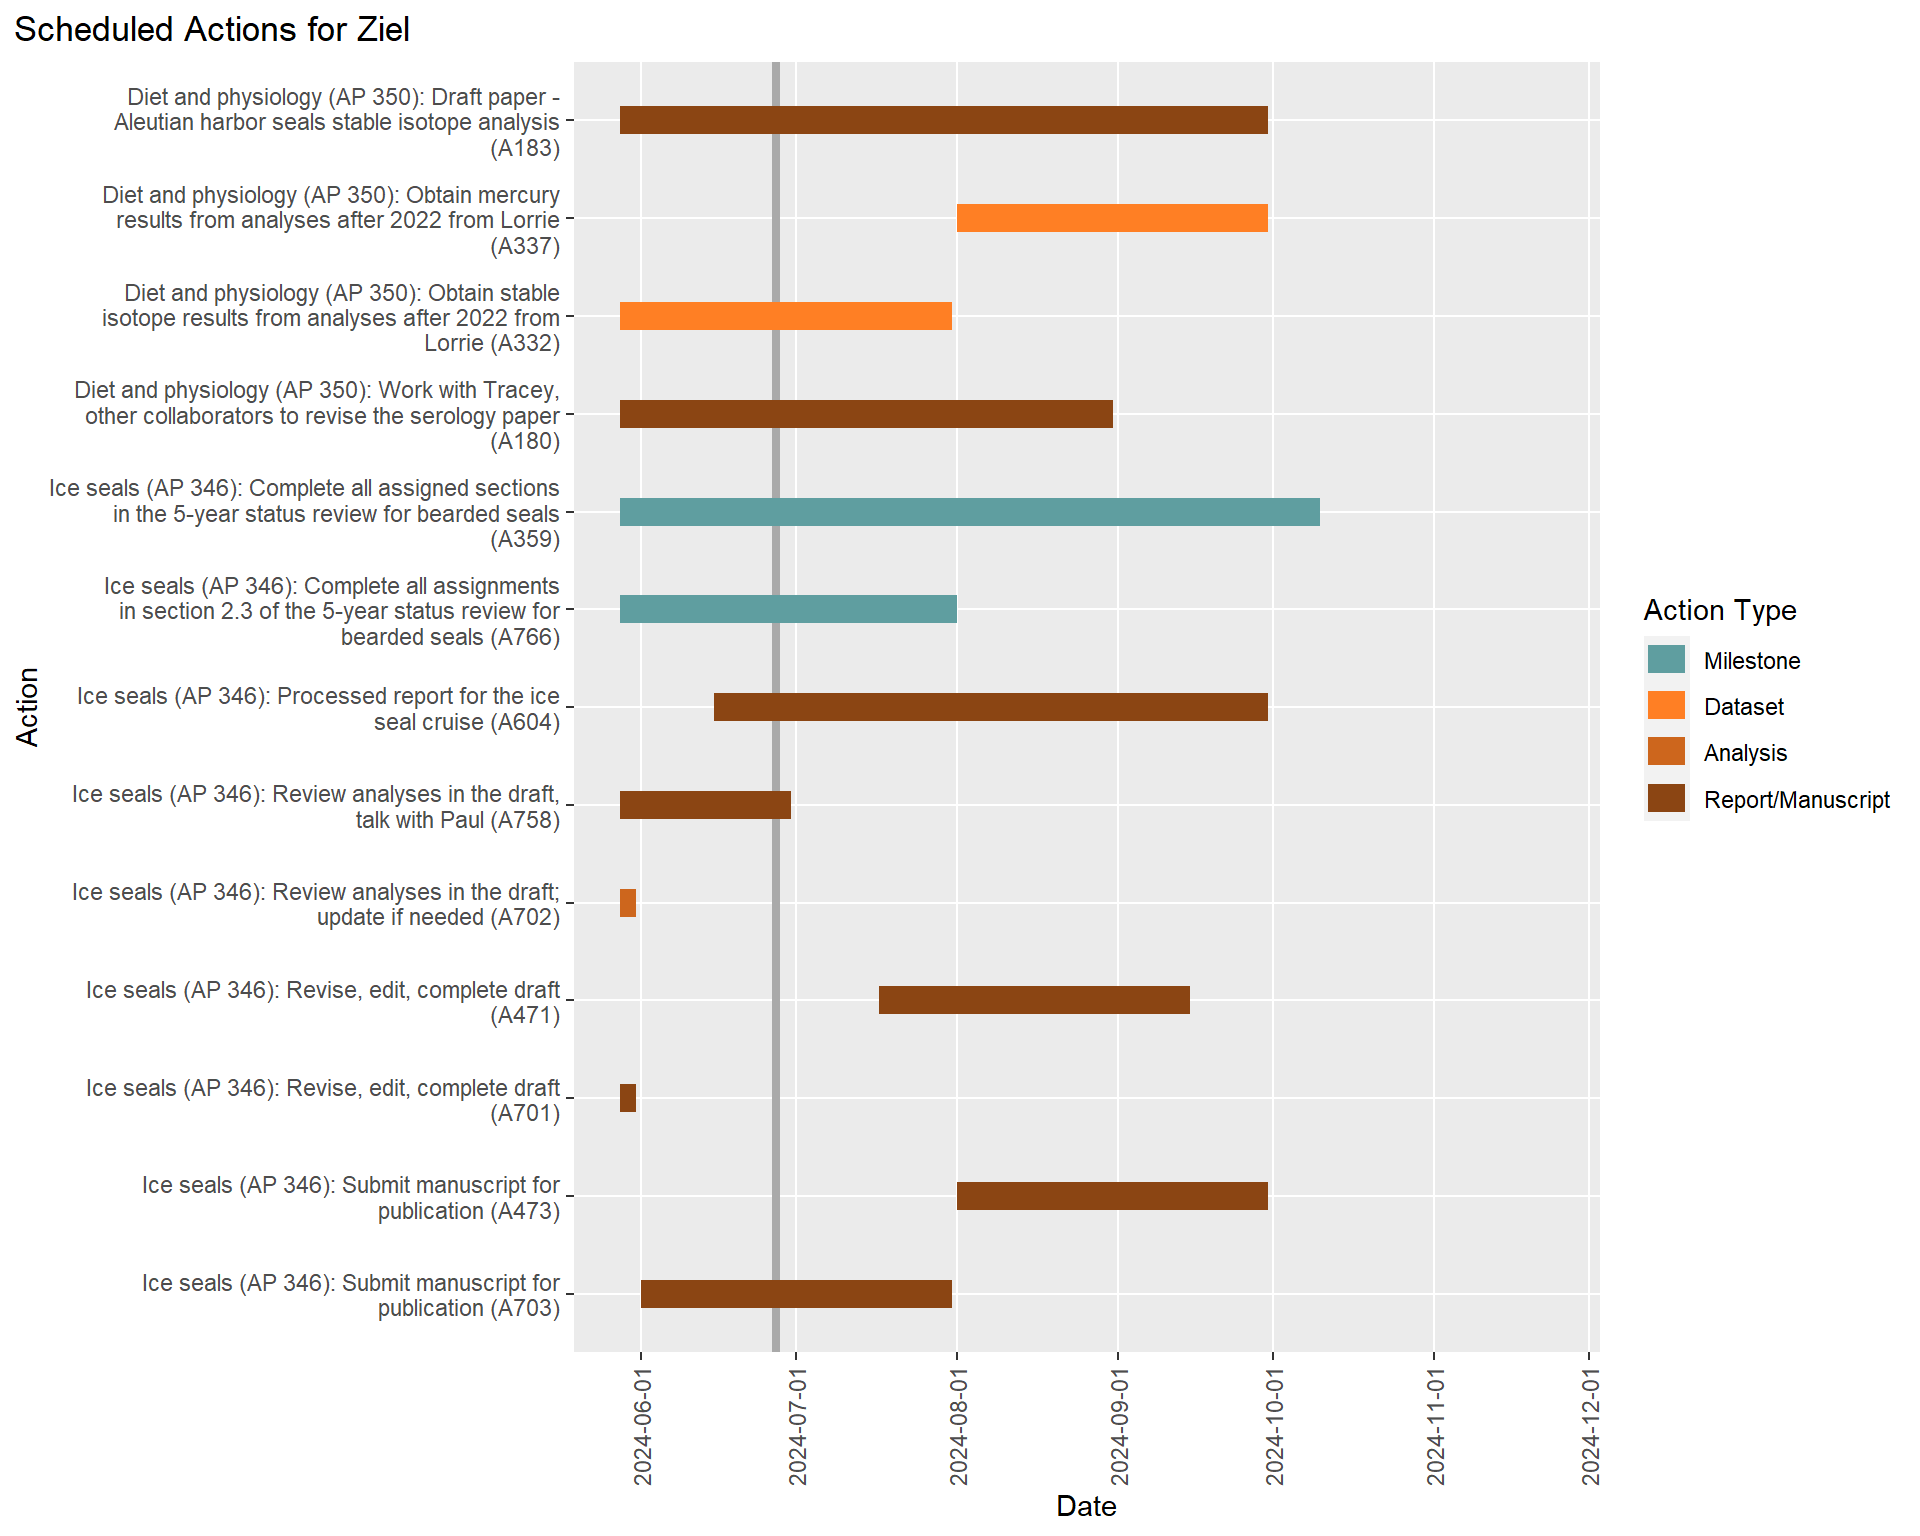 Scheduled Actions for Ziel
Diet and physiology (AP 350): Draft paper -
Aleutian harbor seals stable isotope analysis
(A183)
Diet and physiology (AP 350): Obtain mercury
results from analyses after 2022 from Lorrie
(A337)
Diet and physiology (AP 350): Obtain stable
isotope results from analyses after 2022 from
Lorrie (A332)
Diet and physiology (AP 350): Work with Tracey,
other collaborators to revise the serology paper
(A180)
Ice seals (AP 346): Complete all assigned sections
in the 5-year status review for bearded seals
(A359)
Ice seals (AP 346): Complete all assignments
in section 2.3 of the 5-year status review for
bearded seals (A766)
Ice seals (AP 346): Processed report for the ice
seal cruise (A604)
Ice seals (AP 346): Review analyses in the draft,
talk with Paul (A758)
Ice seals (AP 346): Review analyses in the draft;
update if needed (A702)
Ice seals (AP 346): Revise, edit, complete draft
(A471)
Ice seals (AP 346): Revise, edit, complete draft
(A701)
Ice seals (AP 346): Submit manuscript for
publication (A473)
Ice seals (AP 346): Submit manuscript for
publication (A703)
Action
2024-06-01
2024-07-01
2024-08-01
2024-09-01
2024-10-01
2024-11-01
2024-12-01
Date
Action Type
Milestone
Dataset
Analysis
Report/Manuscript